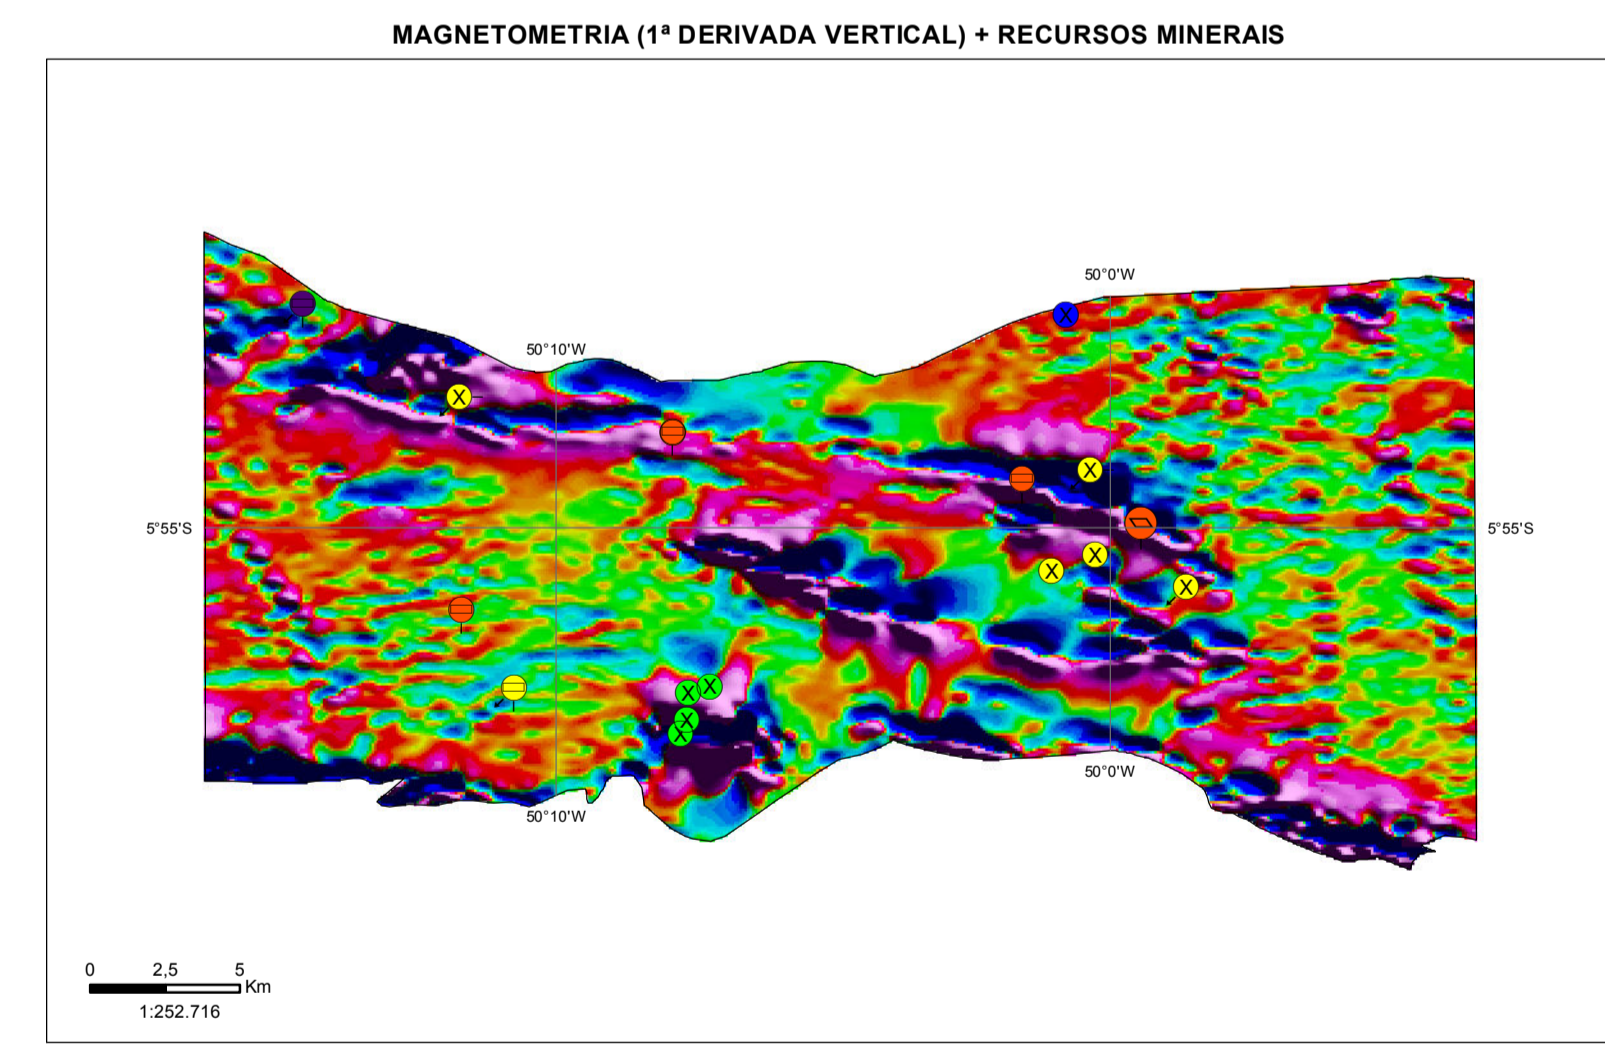 MAGNETOMETRIA (1ª DERIVADA VERTICAL) + RECURSOS MINERAIS
50°0'W
50°10'W
5°55'S
5°55'S
50°0'W
50°10'W
0 2,5 5
Km
1:252.716
X
X
X
X
X
X
X
X
X
X